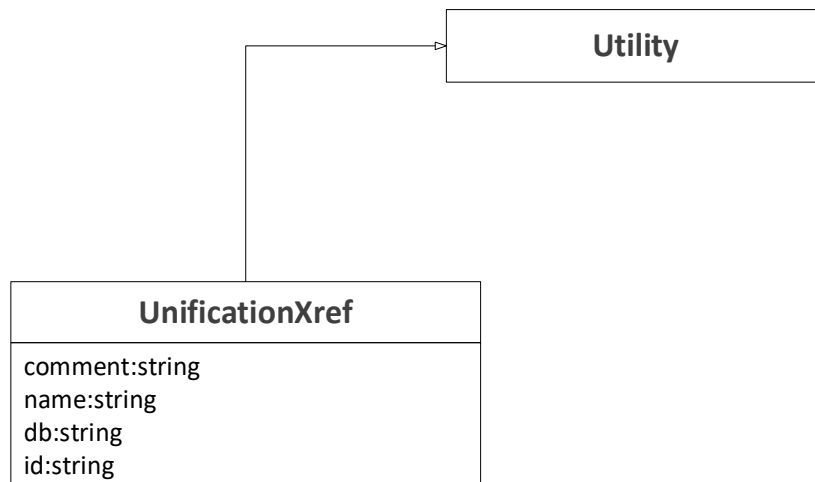 Utility
UnificationXref
comment:string
name:string
db:string
id:string